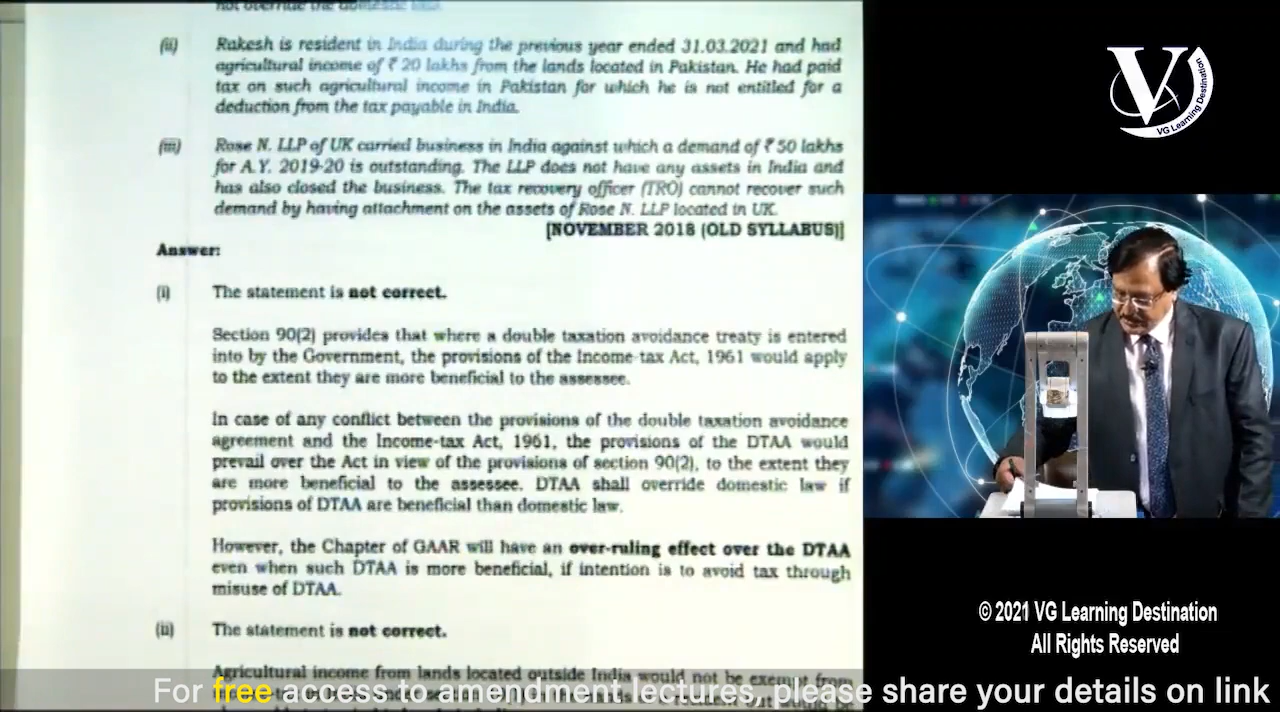 not override the domestic law.
(ii) Rakesh is resident in India during the previous year ended 31.03.2021 and had
agricultural income of ₹ 20 lakhs from the lands located in Pakistan. He had paid
tax on such agricultural income in Pakistan for which he is not entitled for a
deduction from the tax payable in India.
(iii) Rose N. LLP of UK carried business in India against which a demand of ₹ 50 lakhs
for A.Y. 2019-20 is outstanding. The LLP does not have any assets in India and
has also closed the business. The tax recovery officer (TRO) cannot recover such
demand by having attachment on the assets of Rose N. LLP located in UK.
[NOVEMBER 2018 (OLD SYLLABUS)]
Answer:
(i) The statement is not correct.
Section 90(2) provides that where a double taxation avoidance treaty is entered
into by the Government, the provisions of the Income-tax Act, 1961 would apply
to the extent they are more beneficial to the assessee.
In case of any conflict between the provisions of the double taxation avoidance
agreement and the Income-tax Act, 1961, the provisions of the DTAA would
prevail over the Act in view of the provisions of section 90(2), to the extent they
are more beneficial to the assessee. DTAA shall override domestic law if
provisions of DTAA are beneficial than domestic law.
However, the Chapter of GAAR will have an over-ruling effect over the DTAA
even when such DTAA is more beneficial, if intention is to avoid tax through
misuse of DTAA.
(ii) The statement is not correct.
Agricultural income from lands located outside India would not be exempt from
For free access to amendment lectures, please share your details on link
V
VG Learning Destination
© 2021 VG Learning Destination
All Rights Reserved